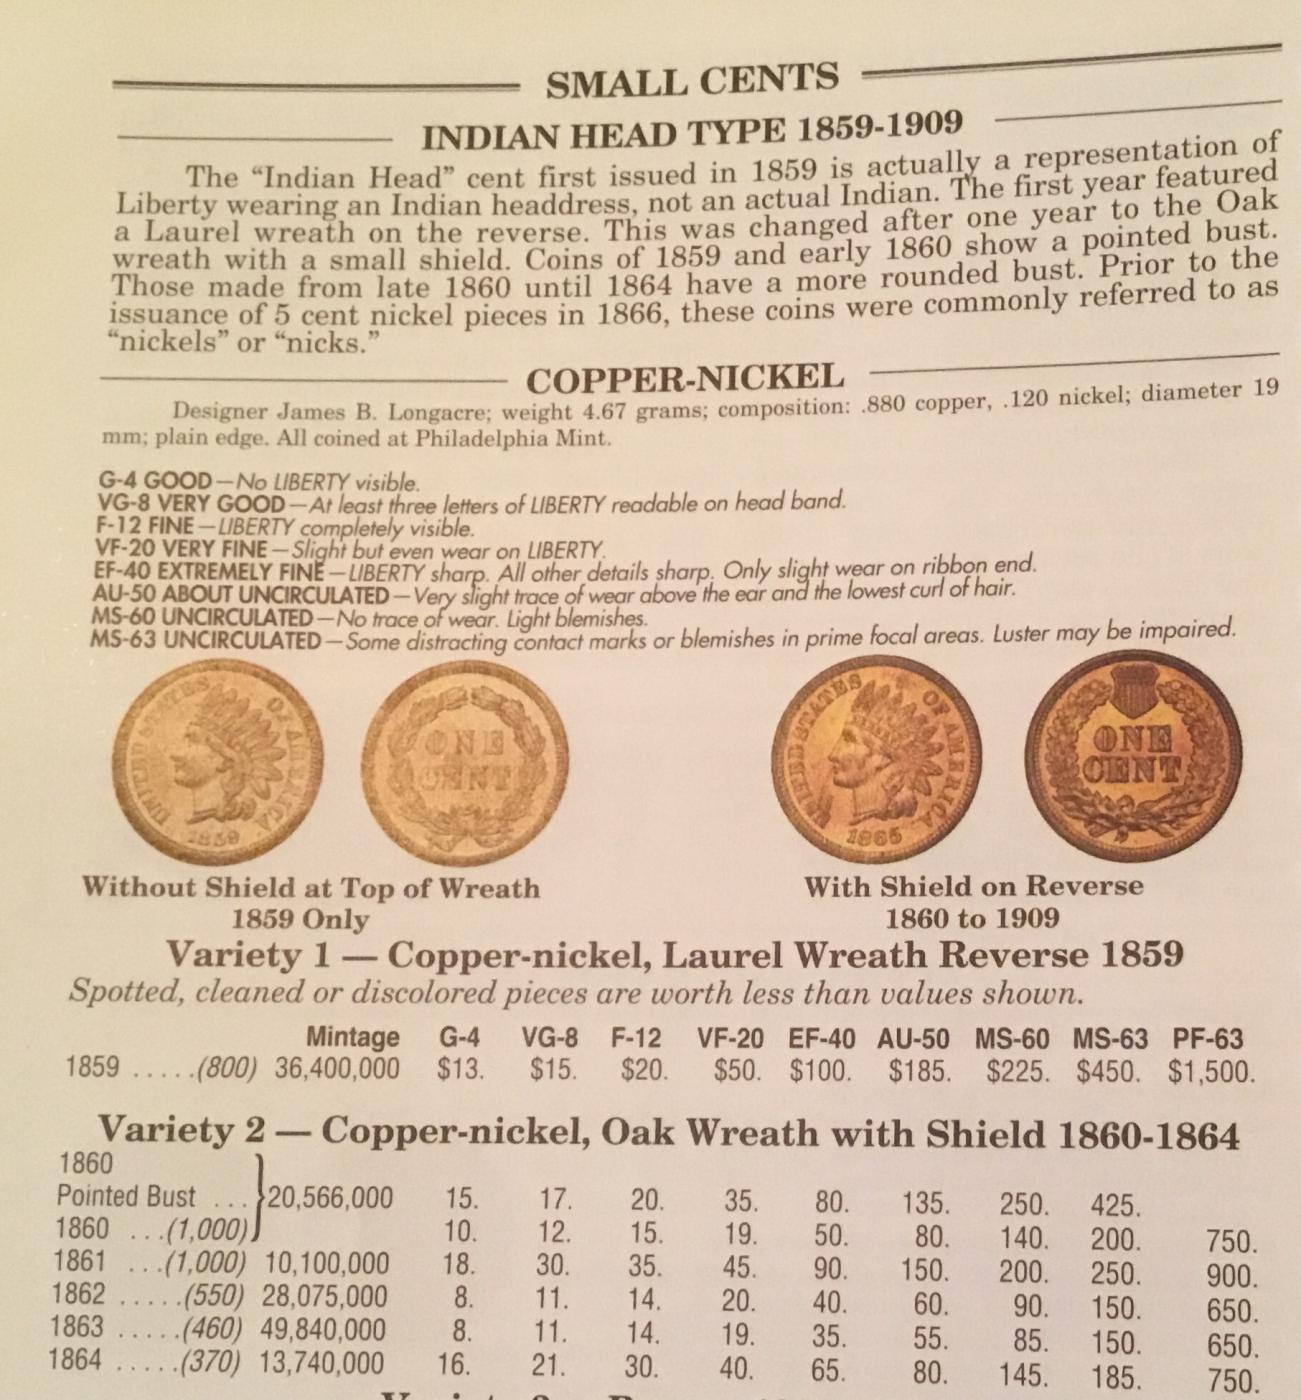 SMALL CENTS
INDIAN HEAD TYPE 1859-1909
The “Indian Head” cent first issued in 1859 is actually a representation of
Liberty wearing an Indian headdress, not an actual Indian. The first year featured
a Laurel wreath on the reverse. This was changed after one year to the Oak
wreath with a small shield. Coins of 1859 and early 1860 show a pointed bust.
Those made from late 1860 until 1864 have a more rounded bust. Prior to the
issuance of 5 cent nickel pieces in 1866, these coins were commonly referred to as
“nickels” or “nicks.”
COPPER-NICKEL
Designer James B. Longacre; weight 4.67 grams; composition: .880 copper, .120 nickel; diameter 19
mm; plain edge. All coined at Philadelphia Mint.
G-4 GOOD—No LIBERTY visible.
VG-8 VERY GOOD—At least three letters of LIBERTY readable on head band.
F-12 FINE—LIBERTY completely visible.
VF-20 VERY FINE—Slight but even wear on LIBERTY.
EF-40 EXTREMELY FINE—LIBERTY sharp. All other details sharp. Only slight wear on ribbon end.
AU-50 ABOUT UNCIRCULATED—Very slight trace of wear above the ear and the lowest curl of hair.
MS-60 UNCIRCULATED—No trace of wear. Light blemishes.
MS-63 UNCIRCULATED—Some distracting contact marks or blemishes in prime focal areas. Luster may be impaired.
UNITED STATES OF AMERICA
1859
ONE
CENT
UNITED STATES OF AMERICA
1865
ONE
CENT
Without Shield at Top of Wreath
1859 Only
With Shield on Reverse
1860 to 1909
Variety 1 — Copper-nickel, Laurel Wreath Reverse 1859
Spotted, cleaned or discolored pieces are worth less than values shown.
Mintage G-4 VG-8 F-12 VF-20 EF-40 AU-50 MS-60 MS-63 PF-63
1859 .....(800) 36,400,000 $13. $15. $20. $50. $100. $185. $225. $450. $1,500.
Variety 2 — Copper-nickel, Oak Wreath with Shield 1860-1864
1860
Pointed Bust ... 20,566,000 15. 17. 20. 35. 80. 135. 250. 425.
1860 ...(1,000) 10. 12. 15. 19. 50. 80. 140. 200. 750.
1861 ...(1,000) 10,100,000 18. 30. 35. 45. 90. 150. 200. 250. 900.
1862 .....(550) 28,075,000 8. 11. 14. 20. 40. 60. 90. 150. 650.
1863 .....(460) 49,840,000 8. 11. 14. 19. 35. 55. 85. 150. 650.
1864 .....(370) 13,740,000 16. 21. 30. 40. 65. 80. 145. 185. 750.